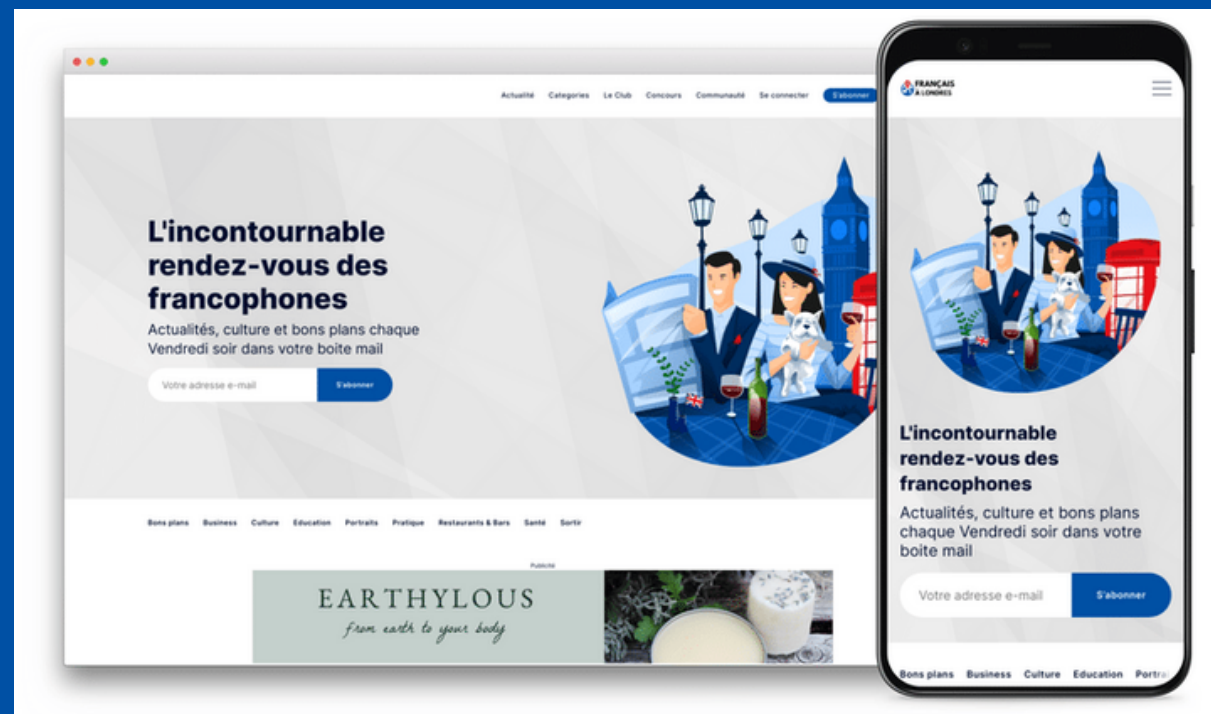 Actualité Categories Le Club Concours Communauté Se connecter S'abonner
L'incontournable
rendez-vous des
francophones
Actualités, culture et bons plans chaque
Vendredi soir dans votre boite mail
Votre adresse e-mail S'abonner
Bons plans Business Culture Education Portraits Pratique Restaurants & Bars Santé Sortir
Publicité
EARTHYLOUS
from earth to your body
FRANÇAIS
À LONDRES
L'incontournable
rendez-vous des
francophones
Actualités, culture et bons plans
chaque Vendredi soir dans votre
boite mail
Votre adresse e-mail S'abonner
Bons plans Business Culture Education Portra